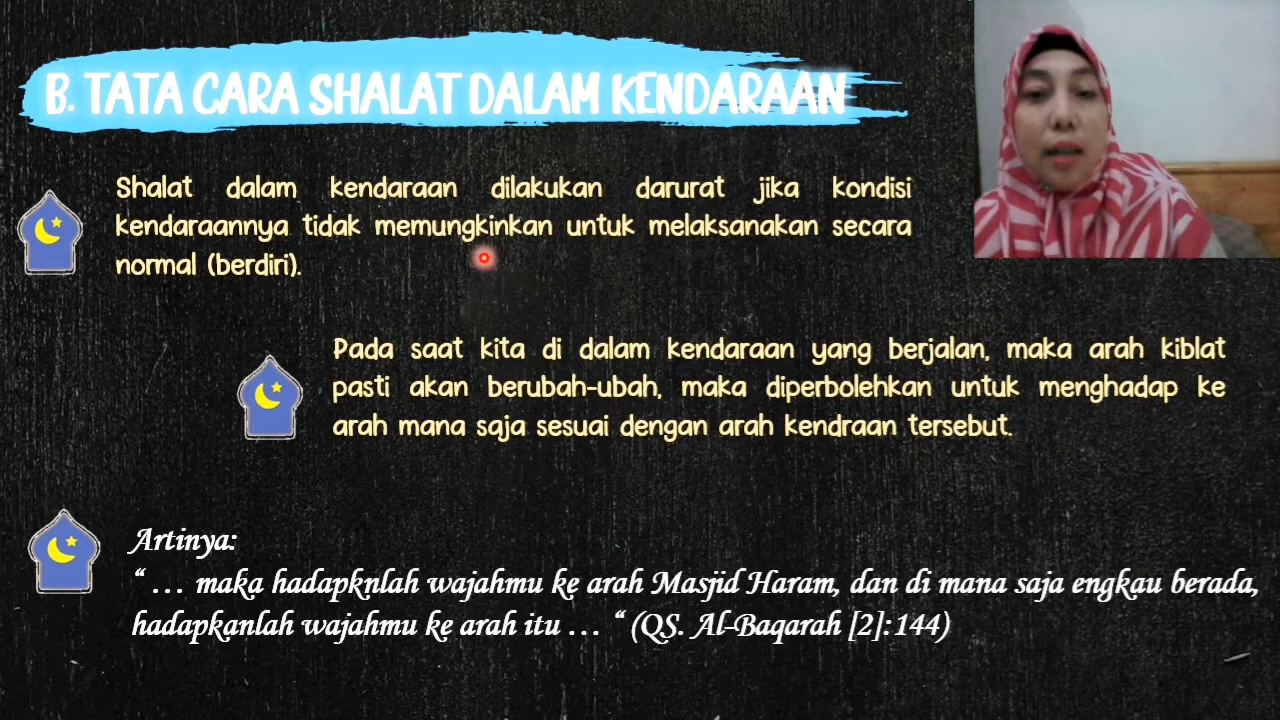 B. TATA CARA SHALAT DALAM KENDARAAN
Shalat dalam kendaraan dilakukan darurat jika kondisi
kendaraannya tidak memungkinkan untuk melaksanakan secara
normal (berdiri).
Pada saat kita di dalam kendaraan yang berjalan, maka arah kiblat
pasti akan berubah-ubah, maka diperbolehkan untuk menghadap ke
arah mana saja sesuai dengan arah kendraan tersebut.
Artinya:
“ … maka hadapknlah wajahmu ke arah Masjid Haram, dan di mana saja engkau berada,
hadapkanlah wajahmu ke arah itu … “ (QS. Al-Baqarah [2]:144)